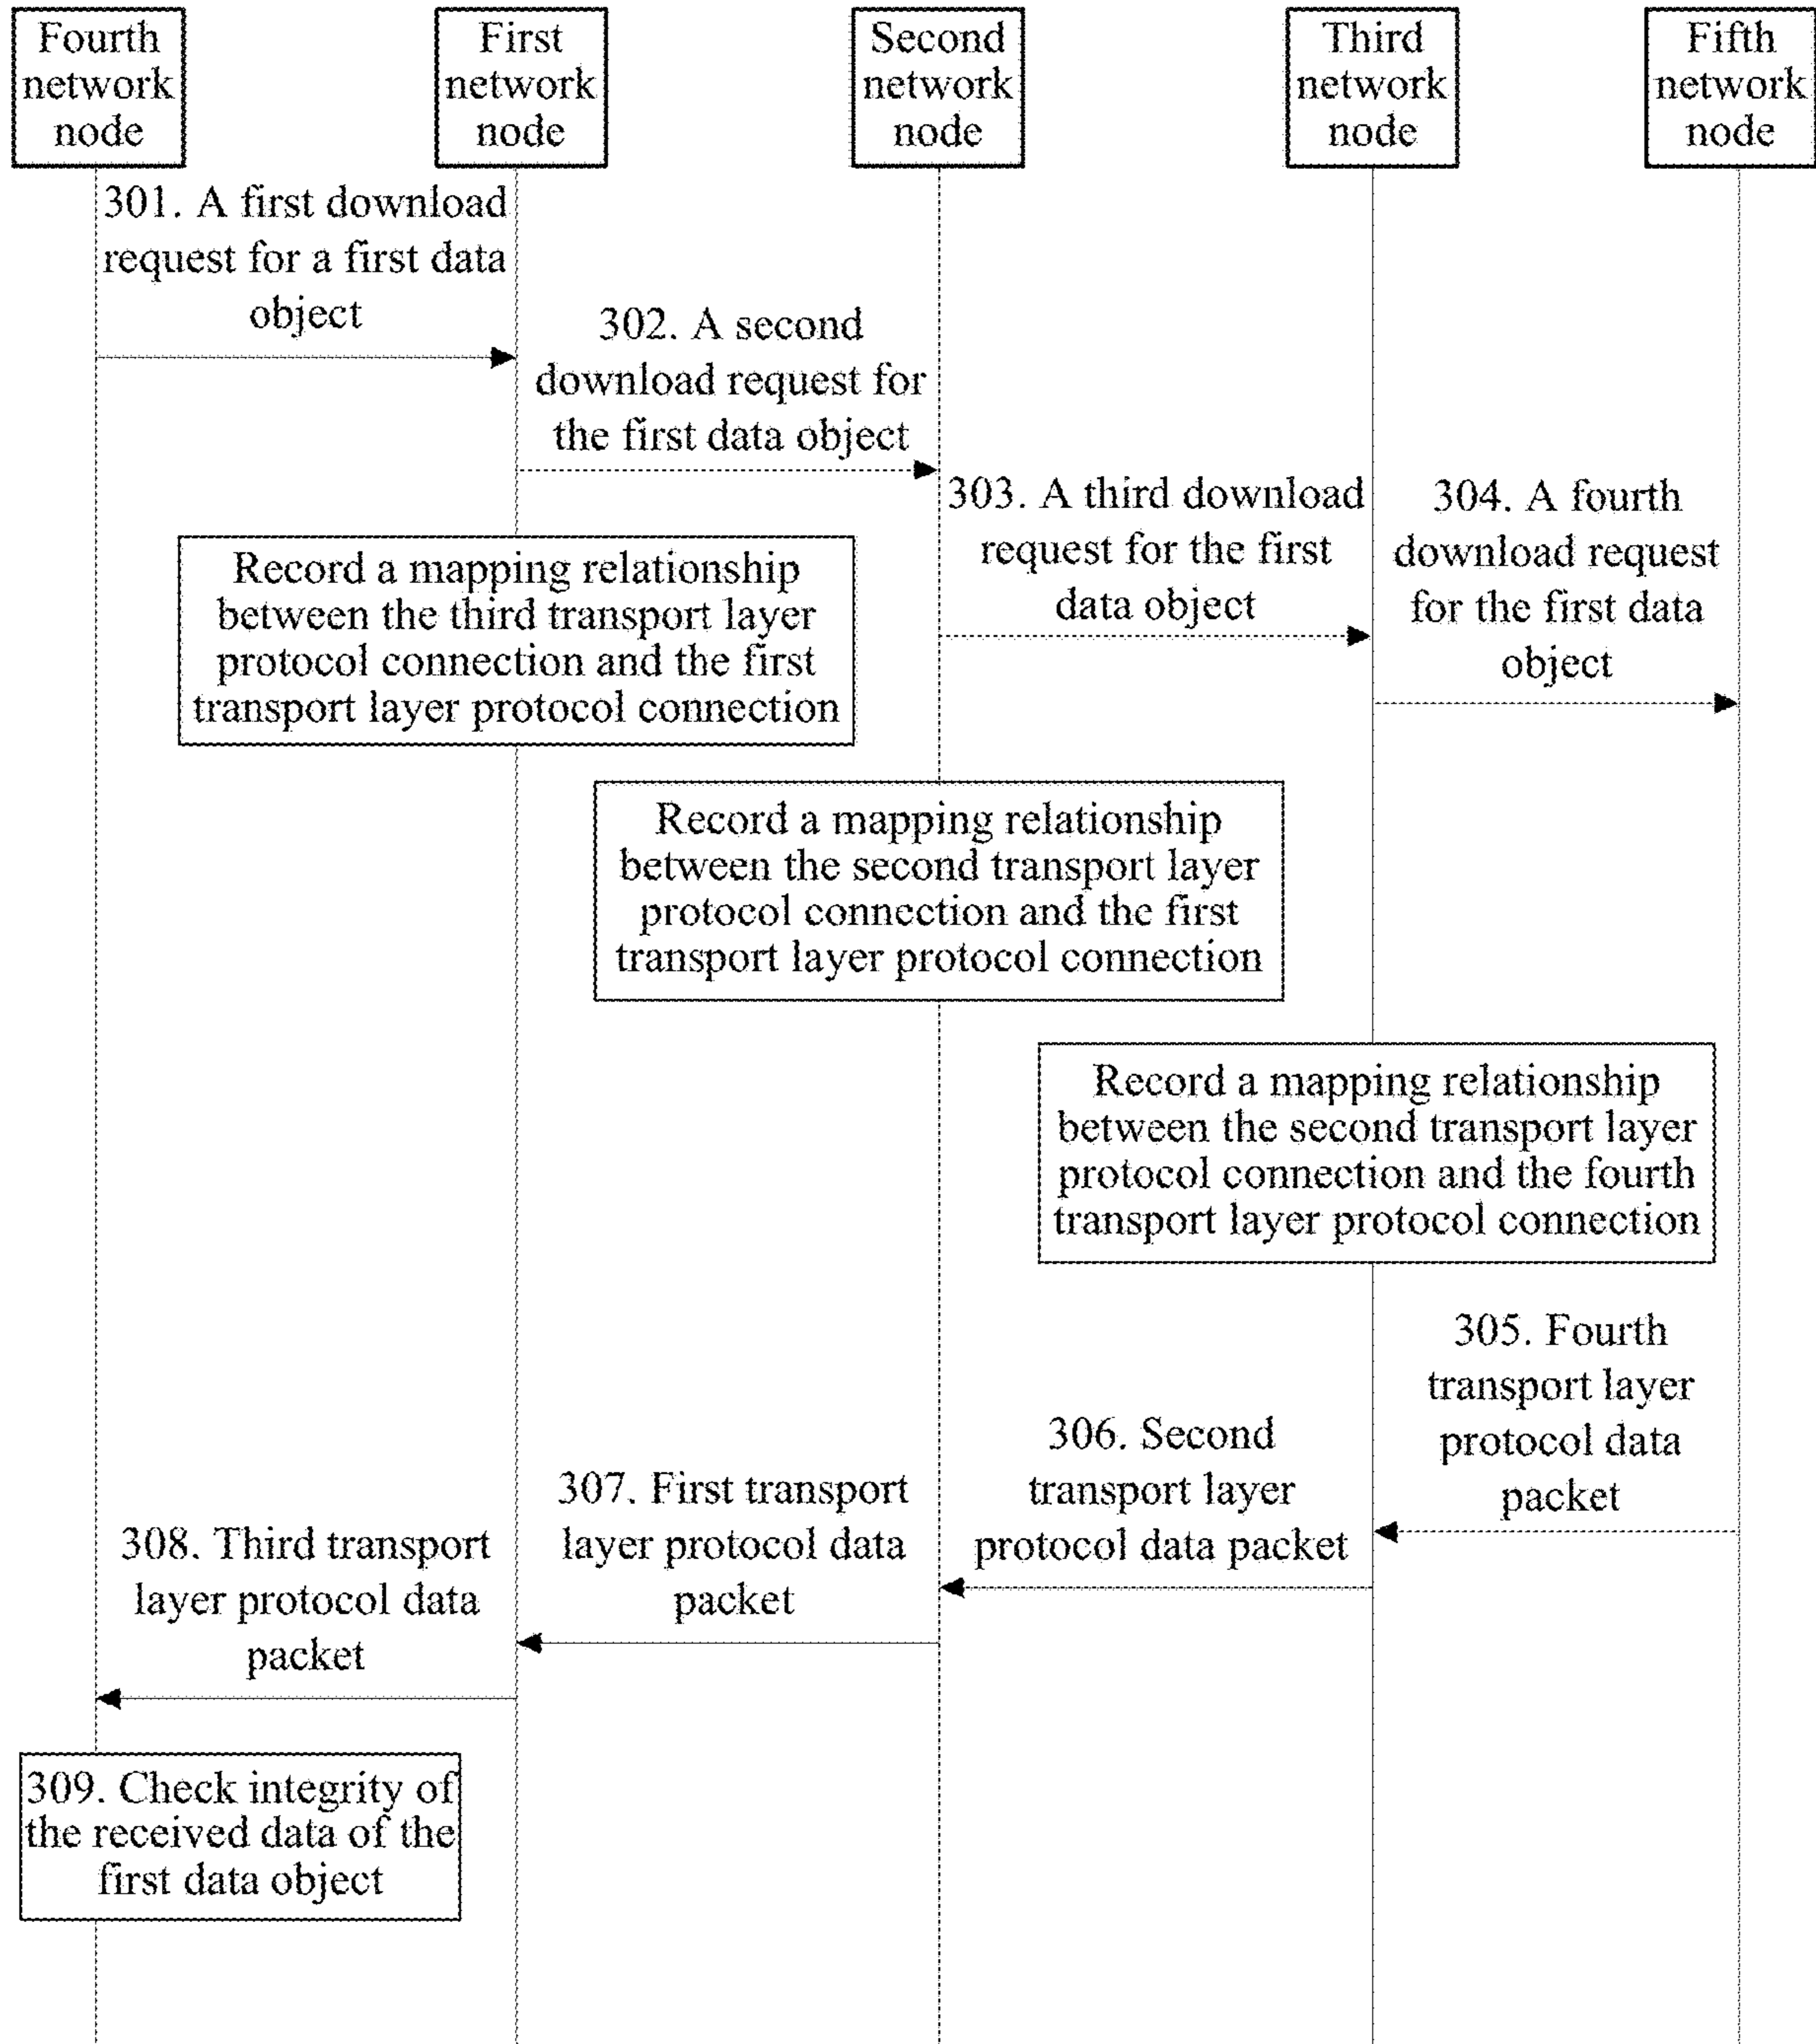 Fourth
network
node
First
network
node
Second
network
node
Third
network
node
Fifth
network
node
301. A first download
request for a first data
object
302. A second
download request for
the first data object
303. A third download
request for the first
data object
304. A fourth
download request
for the first data
object
Record a mapping relationship
between the third transport layer
protocol connection and the first
transport layer protocol connection
Record a mapping relationship
between the second transport layer
protocol connection and the first
transport layer protocol connection
Record a mapping relationship
between the second transport layer
protocol connection and the fourth
transport layer protocol connection
305. Fourth
transport layer
protocol data
packet
306. Second
transport layer
protocol data packet
307. First transport
layer protocol data
packet
308. Third transport
layer protocol data
packet
309. Check integrity of
the received data of the
first data object